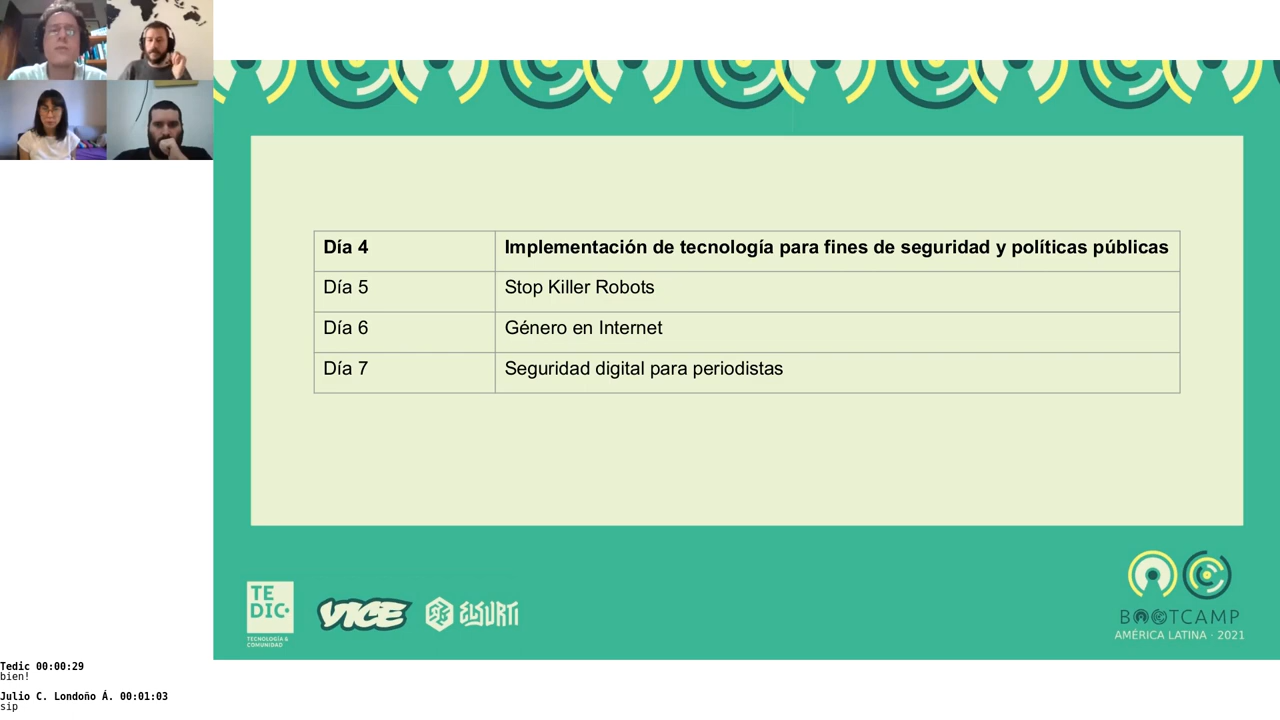 Día 4 Implementación de tecnología para fines de seguridad y políticas públicas
Día 5 Stop Killer Robots
Día 6 Género en Internet
Día 7 Seguridad digital para periodistas
TE
DIC
TECNOLOGÍA &
COMUNIDAD
VICE
ELSURTI
BOOTCAMP
AMÉRICA LATINA · 2021
Tedic 00:00:29
bien!
Julio C. Londoño Á. 00:01:03
sip